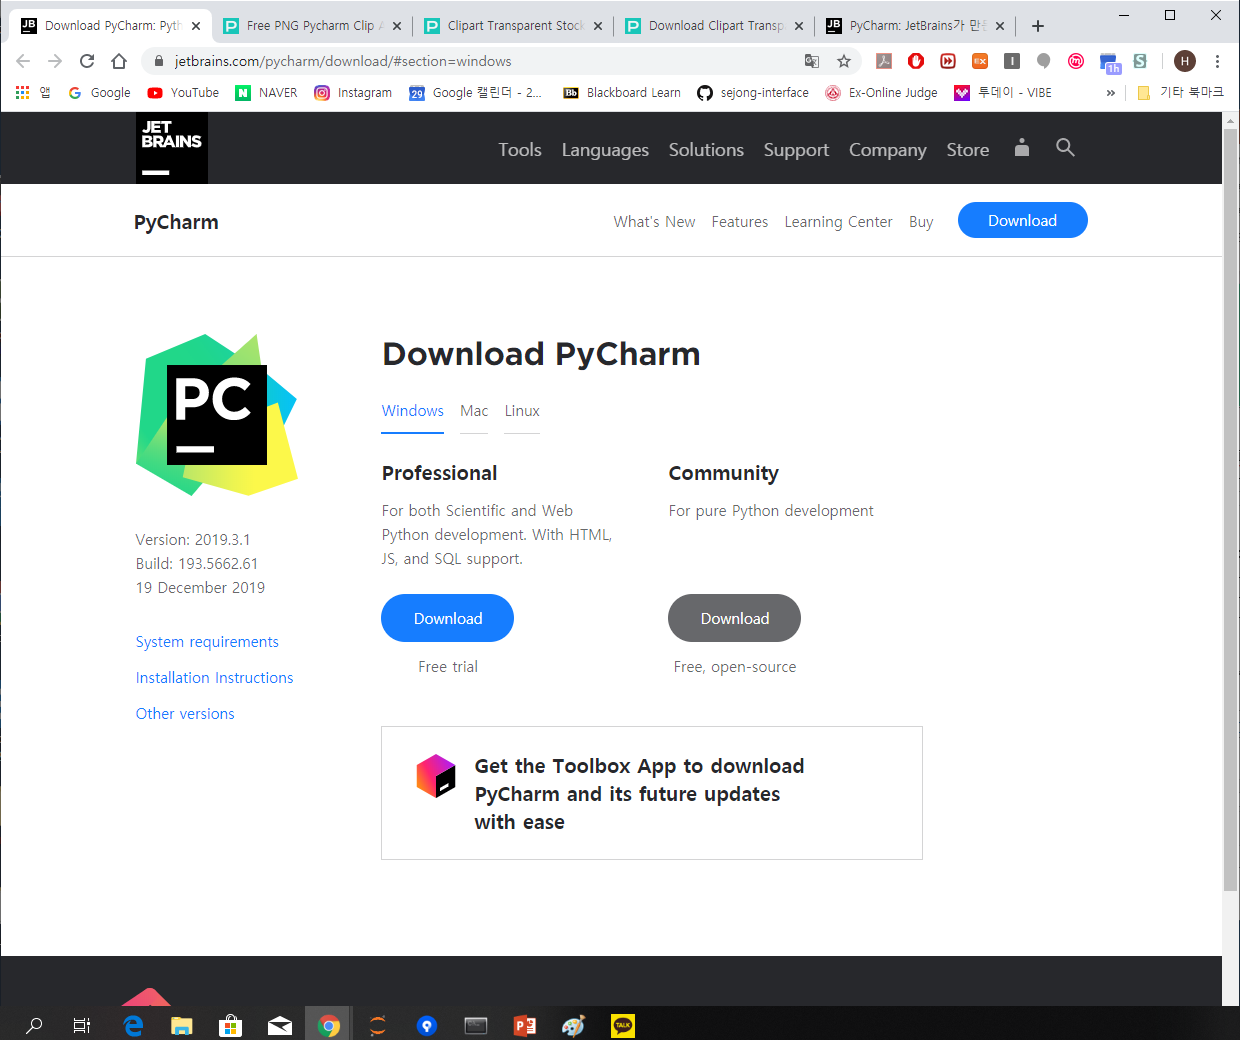 JB Download PyCharm: Pyth
Free PNG Pycharm Clip A
Clipart Transparent Stock
Download Clipart Transp
JB PyCharm: JetBrains가 만든
jetbrains.com/pycharm/download/#section=windows
1h
H
앱
Google
YouTube
N NAVER
Instagram
29 Google 캘린더 - 2...
Bb Blackboard Learn
sejong-interface
Ex-Online Judge
투데이 - VIBE
»
기타 북마크
JET
BRAINS
Tools Languages Solutions Support Company Store
PyCharm
What's New Features Learning Center Buy Download
PC
Download PyCharm
Windows Mac Linux
Professional
For both Scientific and Web
Python development. With HTML,
JS, and SQL support.
Download
Free trial
Community
For pure Python development
Download
Free, open-source
Version: 2019.3.1
Build: 193.5662.61
19 December 2019
System requirements
Installation Instructions
Other versions
Get the Toolbox App to download
PyCharm and its future updates
with ease
TALK